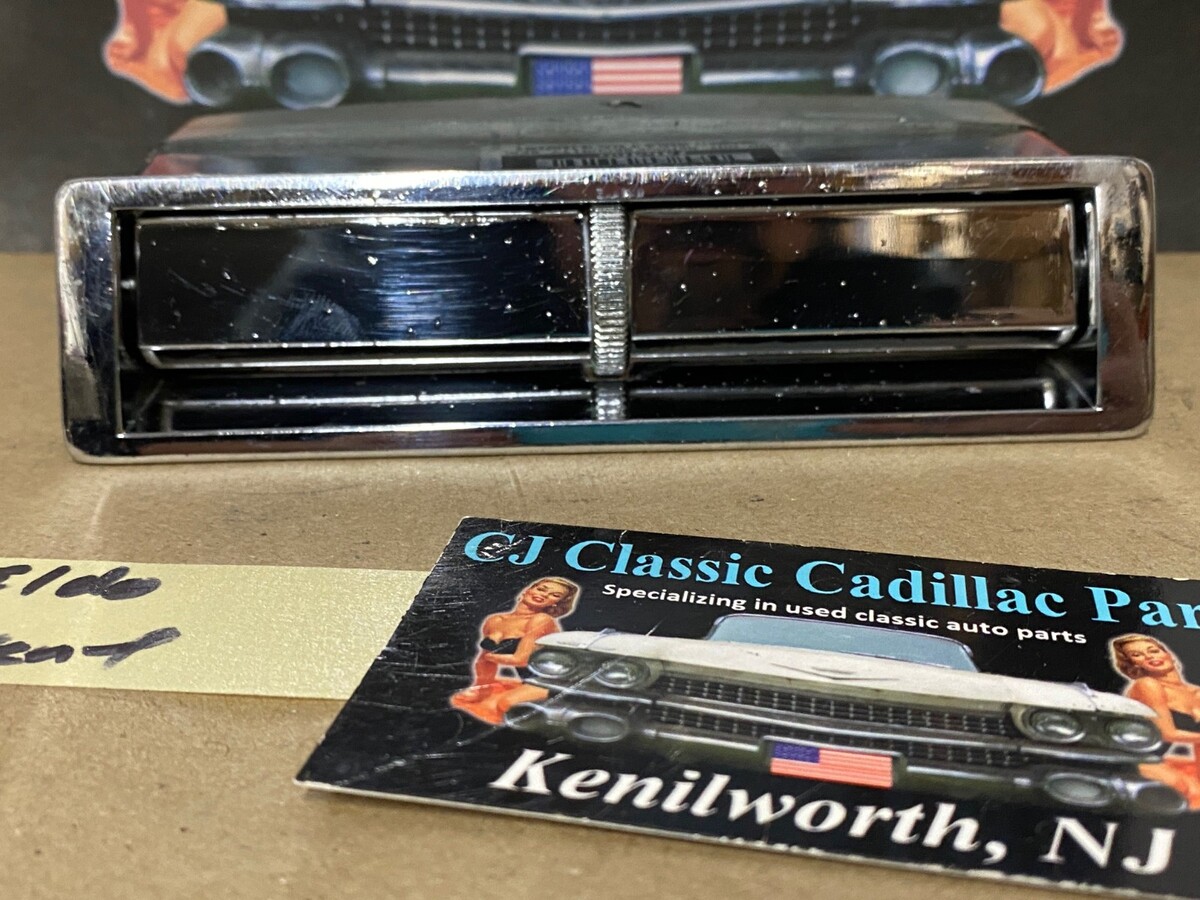 Eldo
CJ Classic Cadillac Par
Specializing in used classic auto parts
Kenilworth, NJ